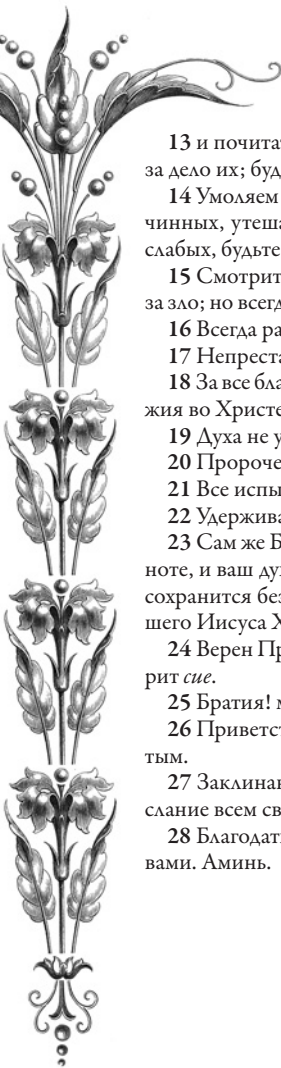 13 и почитат
за дело их; буд
14 Умоляем
чинных, утеша
слабых, будьте
15 Смотрит
за зло; но всегд
16 Всегда ра
17 Непреста
18 За все бла
жия во Христе
19 Духа не у
20 Пророче
21 Все испы
22 Удержива
23 Сам же Б
ноте, и ваш ду
сохранится без
шего Иисуса Х
24 Верен Пр
рит сие.
25 Братия! м
26 Приветст
тым.
27 Заклинаю
слание всем св
28 Благодат
вами. Аминь.